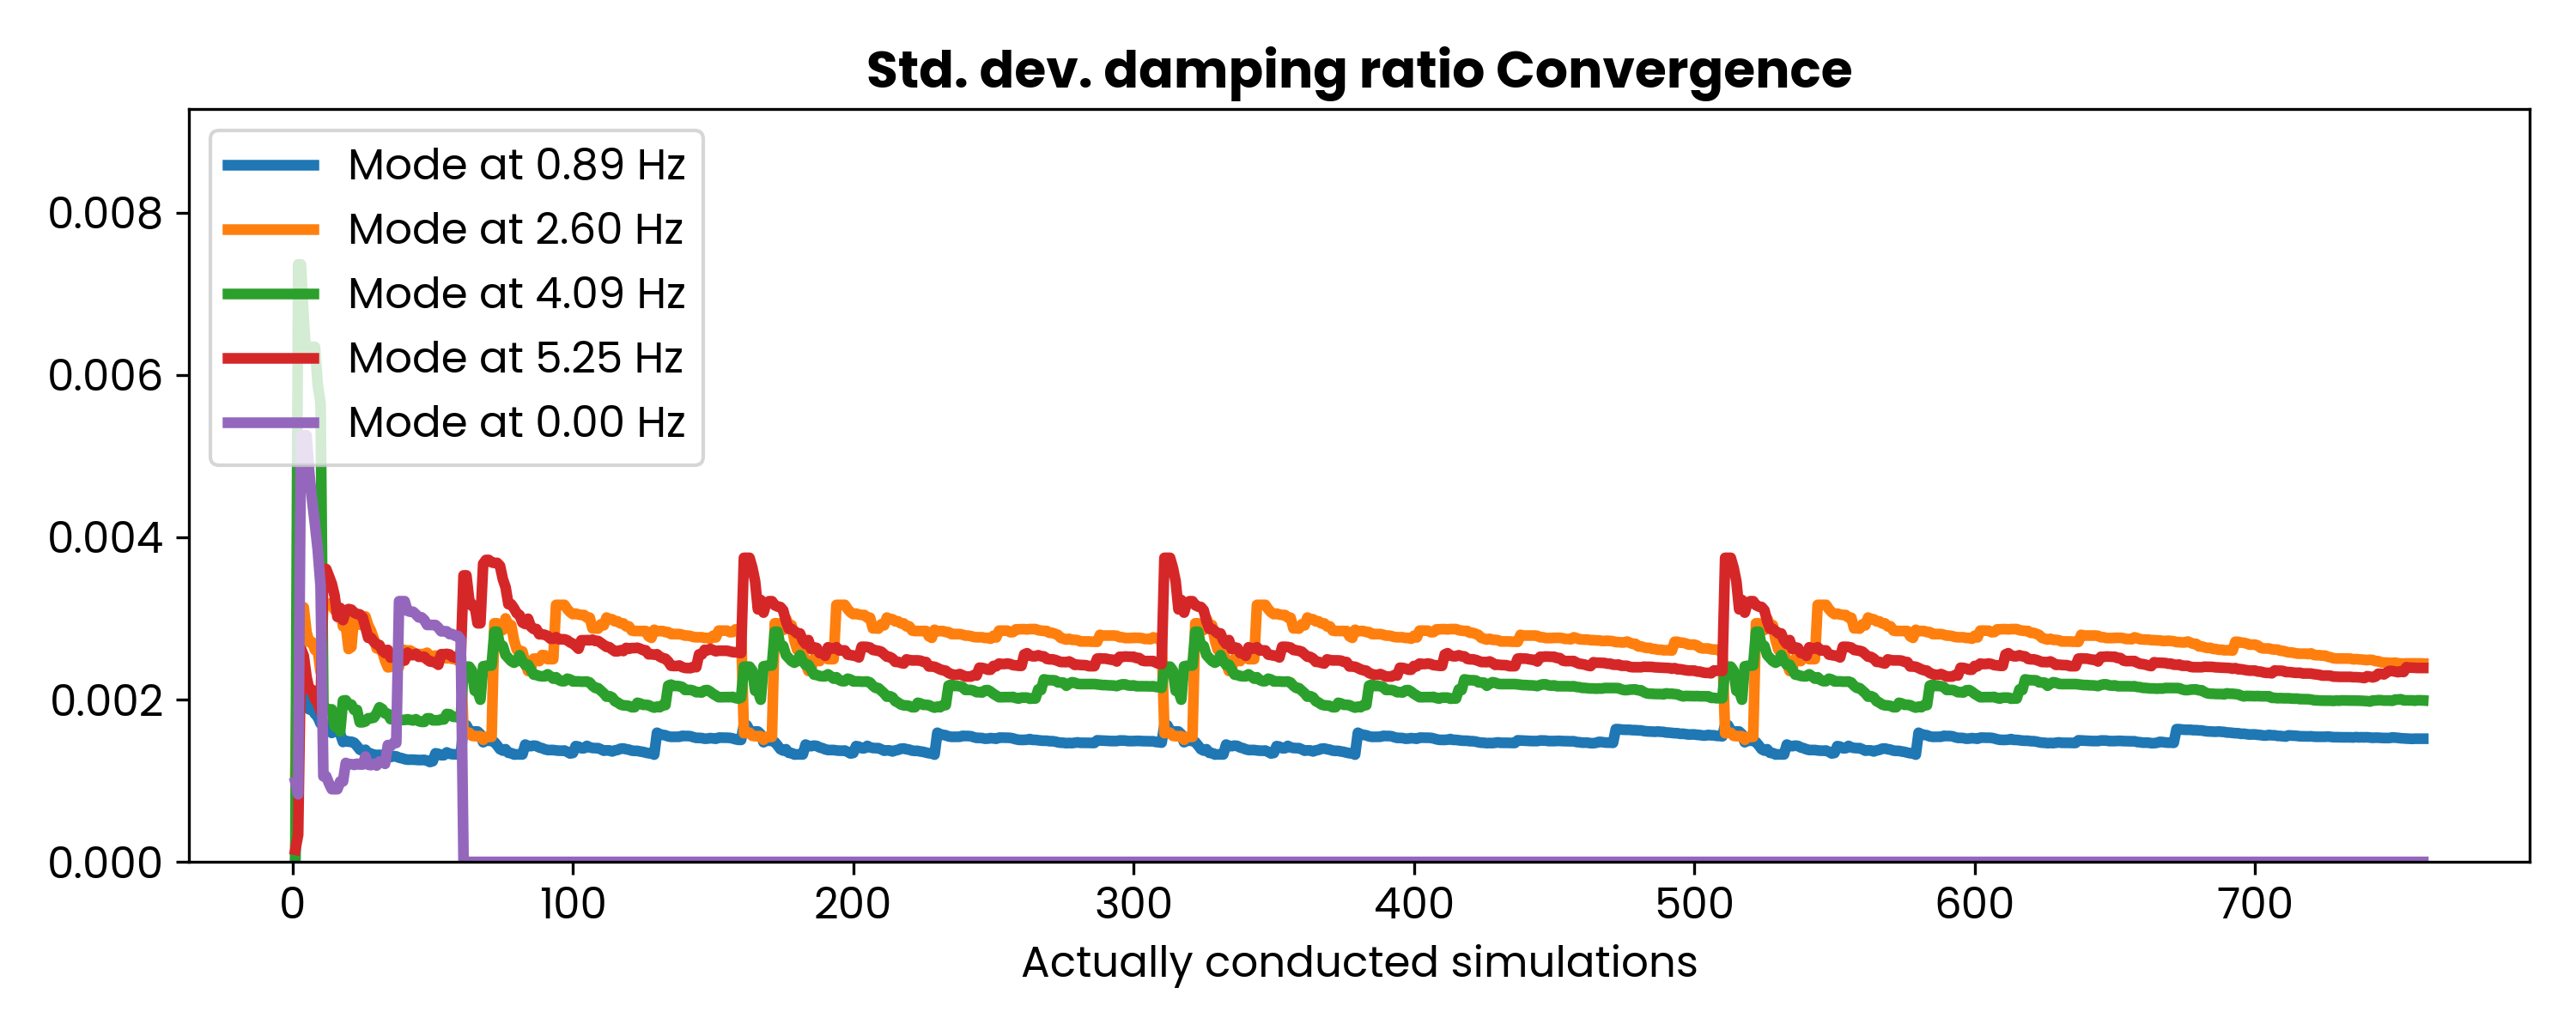 Std. dev. damping ratio Convergence
Mode at 0.89 Hz
Mode at 2.60 Hz
Mode at 4.09 Hz
Mode at 5.25 Hz
Mode at 0.00 Hz
0.008
0.006
0.004
0.002
0.000
0 100 200 300 400 500 600 700
Actually conducted simulations